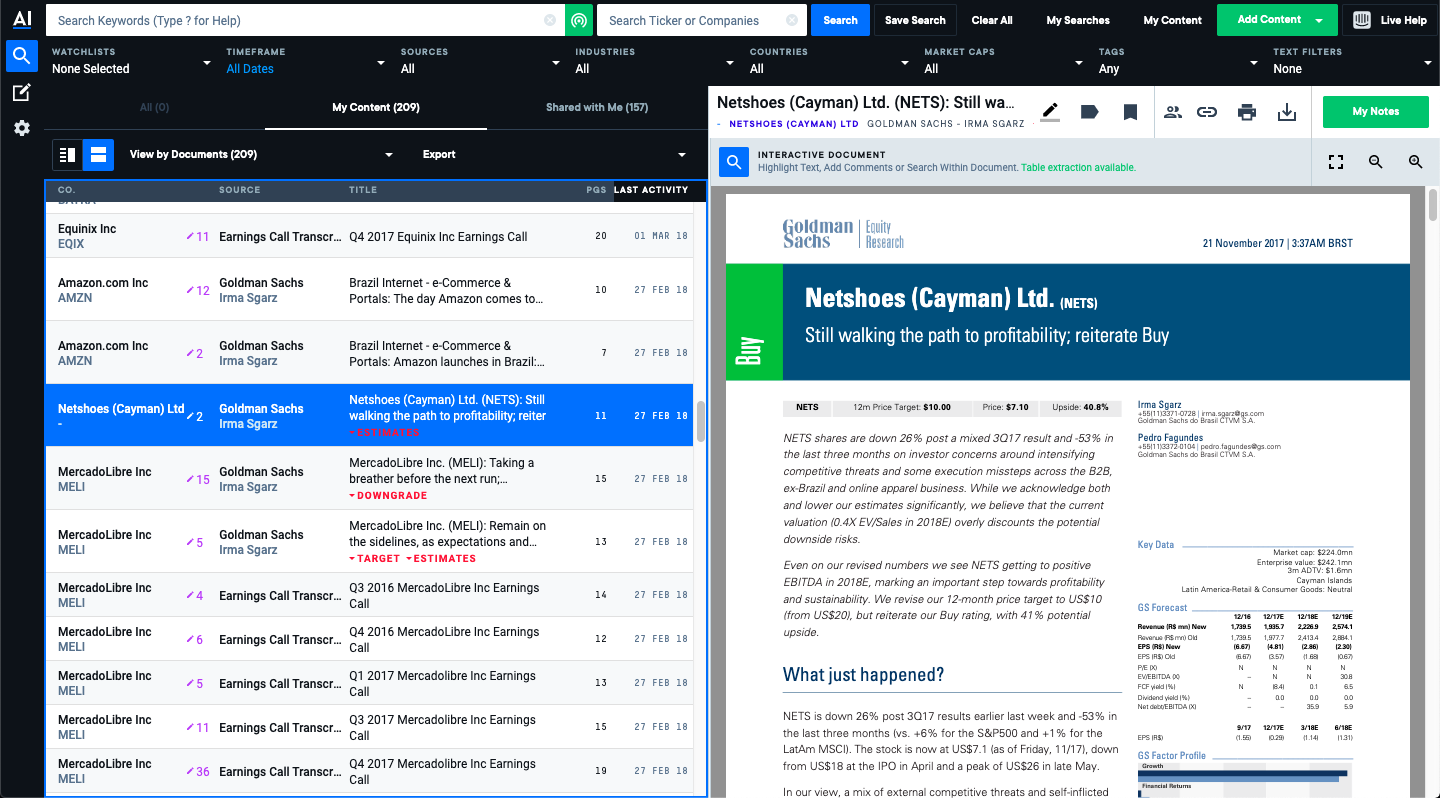 AI
Search Keywords (Type ? for Help)
Search Ticker or Companies
Search
Save Search
Clear All
My Searches
My Content
Add Content
Live Help
WATCHLISTS
None Selected
TIMEFRAME
All Dates
SOURCES
All
INDUSTRIES
All
COUNTRIES
All
MARKET CAPS
All
TAGS
Any
TEXT FILTERS
None
All (0)
My Content (209)
Shared with Me (157)
View by Documents (209)
Export
CO. SOURCE TITLE PGS LAST ACTIVITY
Equinix Inc 11 Earnings Call Transcr... Q4 2017 Equinix Inc Earnings Call 20 01 MAR 18
EQIX
Amazon.com Inc 12 Goldman Sachs Brazil Internet - e-Commerce & 10 27 FEB 18
AMZN Irma Sgarz Portals: The day Amazon comes to...
Amazon.com Inc 2 Goldman Sachs Brazil Internet - e-Commerce & 7 27 FEB 18
AMZN Irma Sgarz Portals: Amazon launches in Brazil:...
Netshoes (Cayman) Ltd 2 Goldman Sachs Netshoes (Cayman) Ltd. (NETS): Still 11 27 FEB 18
- Irma Sgarz walking the path to profitability; reiter
ESTIMATES
MercadoLibre Inc 15 Goldman Sachs MercadoLibre Inc. (MELI): Taking a 15 27 FEB 18
MELI Irma Sgarz breather before the next run;...
DOWNGRADE
MercadoLibre Inc 5 Goldman Sachs MercadoLibre Inc. (MELI): Remain on 13 27 FEB 18
MELI Irma Sgarz the sidelines, as expectations and...
TARGET ESTIMATES
MercadoLibre Inc 4 Earnings Call Transcr... Q3 2016 MercadoLibre Inc Earnings 14 27 FEB 18
MELI Call
MercadoLibre Inc 6 Earnings Call Transcr... Q4 2016 MercadoLibre Inc Earnings 12 27 FEB 18
MELI Call
MercadoLibre Inc 5 Earnings Call Transcr... Q1 2017 MercadoLibre Inc Earnings 13 27 FEB 18
MELI Call
MercadoLibre Inc 11 Earnings Call Transcr... Q3 2017 Mercadolibre Inc Earnings 15 27 FEB 18
MELI Call
MercadoLibre Inc 36 Earnings Call Transcr... Q4 2017 Mercadolibre Inc Earnings 19 27 FEB 18
MELI Call
Netshoes (Cayman) Ltd. (NETS): Still wa...
- NETSHOES (CAYMAN) LTD GOLDMAN SACHS - IRMA SGARZ
My Notes
INTERACTIVE DOCUMENT
Highlight Text, Add Comments or Search Within Document. Table extraction available.
Goldman Sachs
Equity Research
21 November 2017 | 3:37AM BRST
Buy
Netshoes (Cayman) Ltd. (NETS)
Still walking the path to profitability; reiterate Buy
NETS 12m Price Target: $10.00 Price: $7.10 Upside: 40.8%
NETS shares are down 26% post a mixed 3Q17 result and -53% in
the last three months on investor concerns around intensifying
competitive threats and some execution missteps across the B2B,
ex-Brazil and online apparel business. While we acknowledge both
and lower our estimates significantly, we believe that the current
valuation (0.4X EV/Sales in 2018E) overly discounts the potential
downside risks.
Even on our revised numbers we see NETS getting to positive
EBITDA in 2018E, marking an important step towards profitability
and sustainability. We revise our 12-month price target to US$10
(from US$20), but reiterate our Buy rating, with 41% potential
upside.
What just happened?
NETS is down 26% post 3Q17 results earlier last week and -53% in
the last three months (vs. +6% for the S&P500 and +1% for the
LatAm MSCI). The stock is now at US$7.1 (as of Friday, 11/17), down
from US$18 at the IPO in April and a peak of US$26 in late May.
In our view, a mix of external competitive threats and self-inflicted
Irma Sgarz
+55(11)3371-0728 | irma.sgarz@gs.com
Goldman Sachs do Brasil CTVM S.A.
Pedro Fagundes
+55(11)3372-0104 | pedro.fagundes@gs.com
Goldman Sachs do Brasil CTVM S.A.
Key Data
Market cap: $224.0mn
Enterprise value: $242.1mn
3m ADTV: $1.6mn
Cayman Islands
Latin America-Retail & Consumer Goods: Neutral
GS Forecast
12/16 12/17E 12/18E 12/19E
Revenue (R$ mn) New 1,739.5 1,935.7 2,226.9 2,574.1
Revenue (R$ mn) Old 1,739.5 1,977.7 2,413.4 2,884.1
EPS (R$) New (6.67) (4.81) (2.86) (2.30)
EPS (R$) Old (6.67) (3.57) (1.68) (0.67)
P/E (X) N N N N
EV/EBITDA (X) – N N 30.8
FCF yield (%) N (8.4) 0.1 6.5
Dividend yield (%) – 0.0 0.0 0.0
Net debt/EBITDA (X) – – 35.9 5.9
9/17 12/17E 3/18E 6/18E
EPS (R$) (1.55) (0.29) (1.14) (1.31)
GS Factor Profile
Growth
Financial Returns